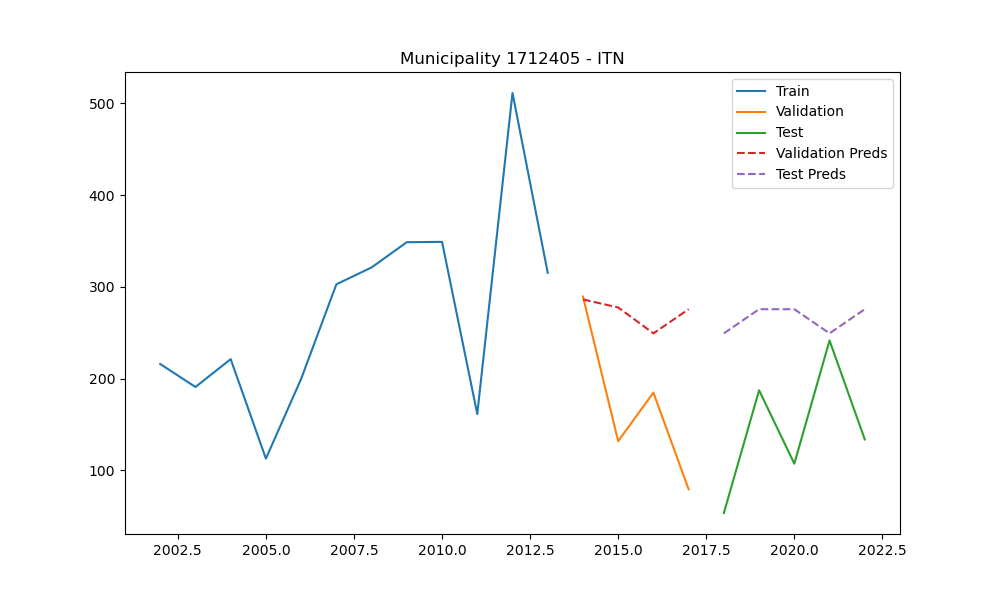 Municipality 1712405 - ITN
Train
Validation
Test
Validation Preds
Test Preds
500
400
300
200
100
2002.5 2005.0 2007.5 2010.0 2012.5 2015.0 2017.5 2020.0 2022.5